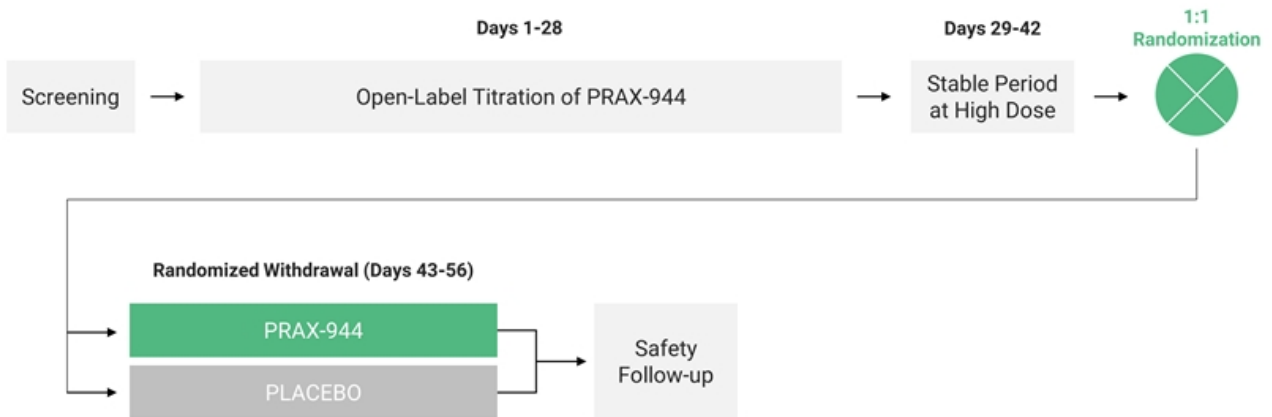 Days 1-28
Days 29-42
1:1
Randomization
Screening
Open-Label Titration of PRAX-944
Stable Period
at High Dose
Randomized Withdrawal (Days 43-56)
PRAX-944
PLACEBO
Safety
Follow-up